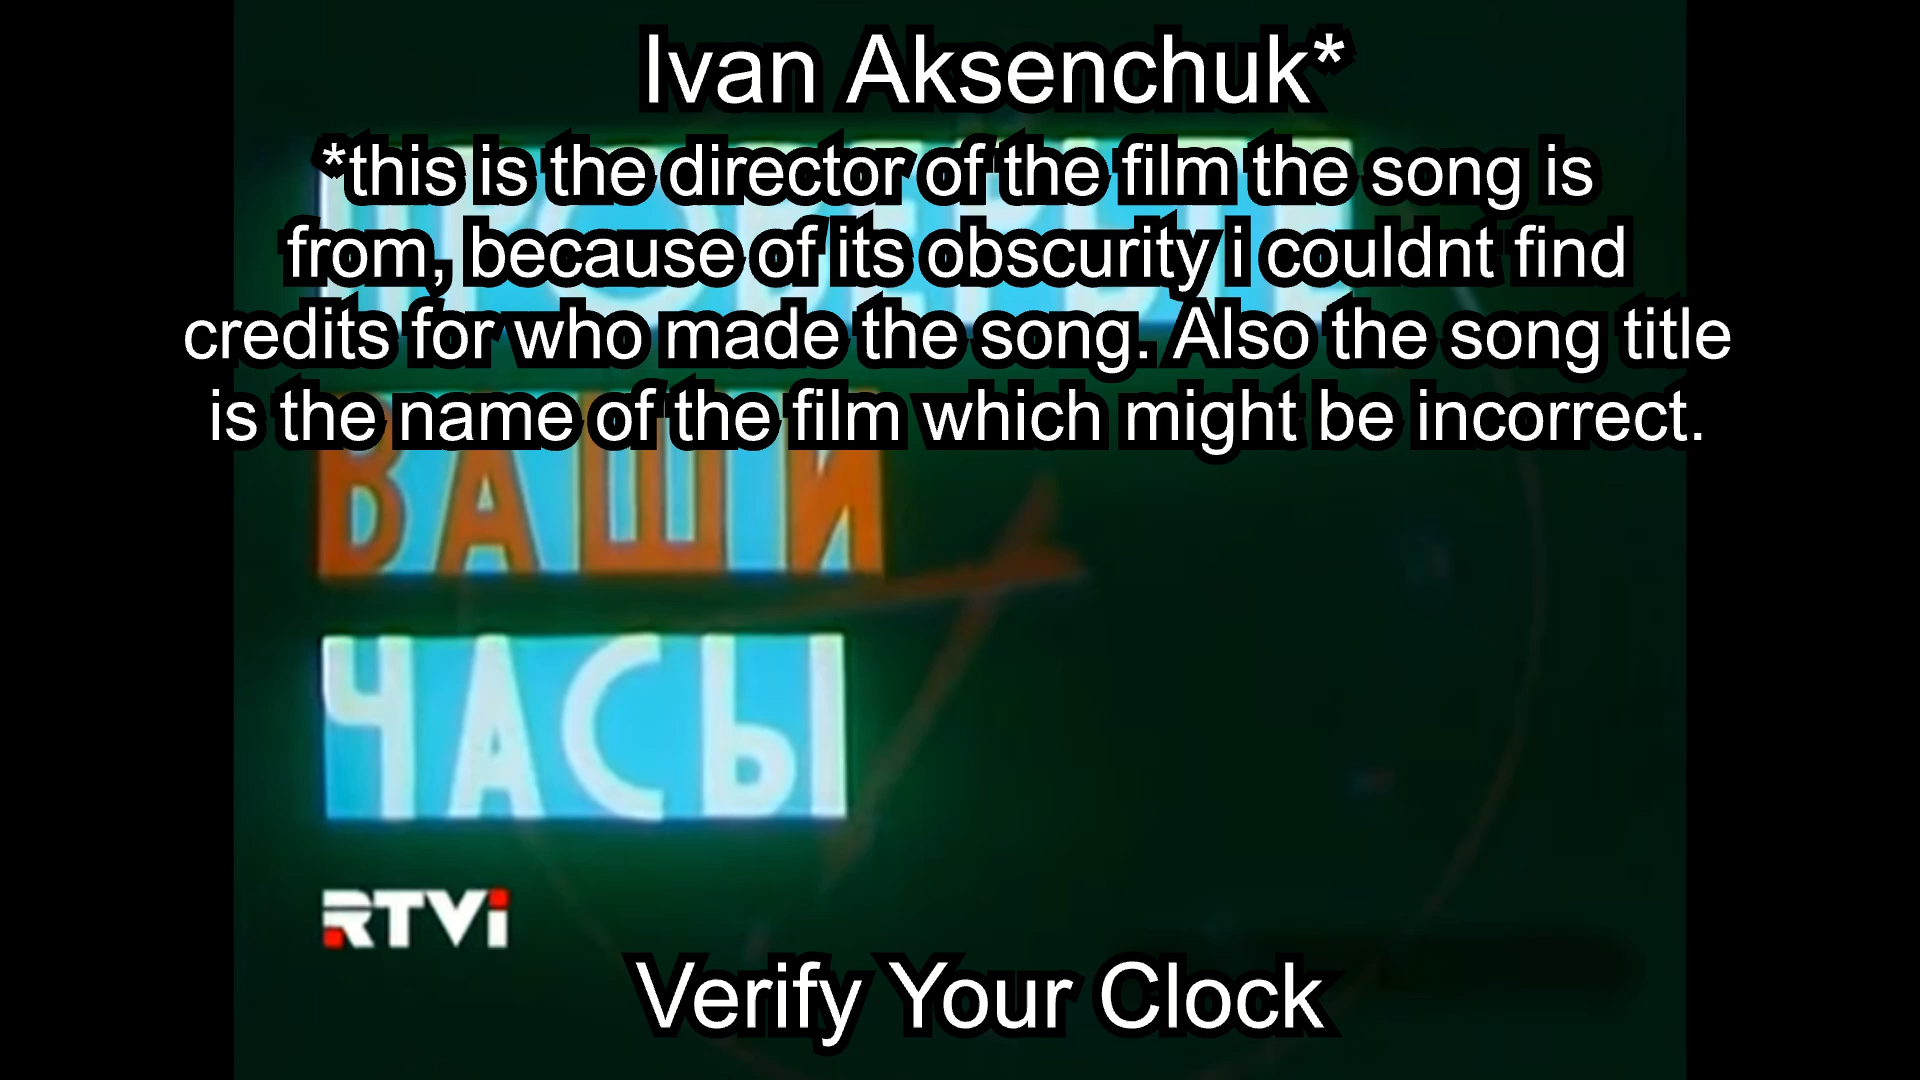 Ivan Aksenchuk*
*this is the director of the film the song is
from, because of its obscurity i couldnt find
credits for who made the song. Also the song title
is the name of the film which might be incorrect.
ПРОВЕРЬТЕ
ВАШИ
ЧАСЫ
RTVi
Verify Your Clock